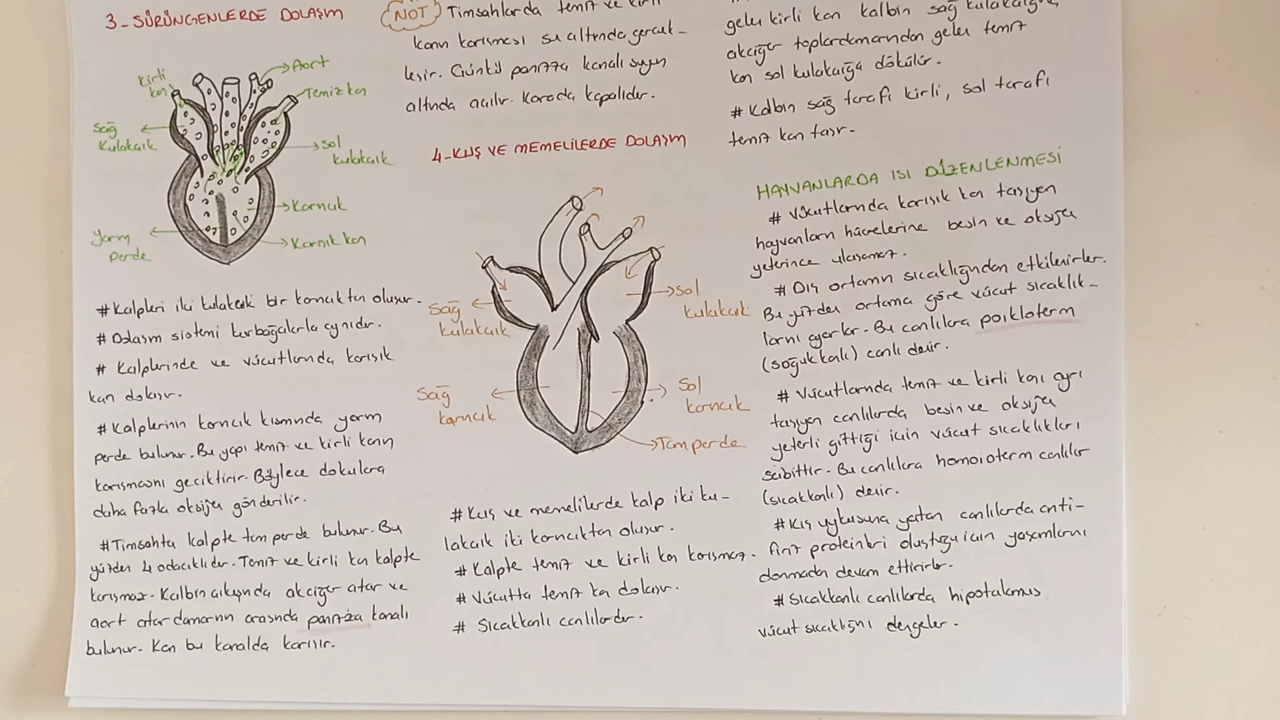 3-SÜRÜNGENLERDE DOLAŞIM
Kirli
kan
Aort
Temiz kan
Sağ
Kulakçık
Sol
kulakçık
Karıncık
Karışık kan
Yarım
perde
#Kalpleri iki kulakçık bir karıncıktan oluşur.
#Dolaşım sistemi kurbağalarla aynıdır.
# Kalplerinde ve vücutlarında karışık
kan dolaşır.
#Kalplerinin karıncık kısmında yarım
perde bulunur. Bu yapı temiz ve kirli kanın
karışmasını geciktirir. Böylece dokulara
daha fazla oksijen gönderilir.
#Timsahta kalpte tam perde bulunur. Bu
yüzden 4 odacıklıdır. Temiz ve kirli kan kalpte
karışmaz. Kalbin çıkışında akciğer atar ve
aort atardamarın arasında panizza kanalı
bulunur. Kan bu kanalda karışır.
NOT Timsahlarda temiz ve kirli
kanın karışması su altında gerçek-
leşir. Çünkü panizza kanalı suyun
altında açılır. Karada kapalıdır.
4-KUŞ VE MEMELİLERDE DOLAŞIM
Sağ
kulakçık
Sol
kulakçık
Sağ
karıncık
Sol
karıncık
Tam perde
#Kuş ve memelilerde kalp iki ku-
lakçık iki karıncıktan oluşur.
#Kalpte temiz ve kirli kan karışmaz.
#Vücutta temiz kan dolaşır.
# Sıcakkanlı canlılardır.
gelen kirli kan kalbin sağ kulakçığına,
akciğer toplardamarından gelen temiz
kan sol kulakçığa dökülür.
#Kalbin sağ tarafı kirli, sol tarafı
temiz kan taşır.
HAYVANLARDA ISI DÜZENLENMESİ
# Vücutlarında karışık kan taşıyan
hayvanların hücrelerine besin ve oksijen
yeterince ulaşamaz.
#Dış ortamın sıcaklığından etkilenirler.
Bu yüzden ortama göre vücut sıcaklık-
larını ayarlar. Bu canlılara poikloterm
(soğukkanlı) canlı denir.
# Vücutlarında temiz ve kirli kanı ayrı
taşıyan canlılarda besin ve oksijen
yeterli gittiği için vücut sıcaklıkları
sabittir. Bu canlılara homoioterm canlılar
(sıcakkanlı) denir.
#Kış uykusuna yatan canlılarda anti-
firiz proteinleri oluştuğu için yaşamlarını
donmadan devam ettirirler.
#Sıcakkanlı canlılarda hipotalamus
vücut sıcaklığını dengeler.